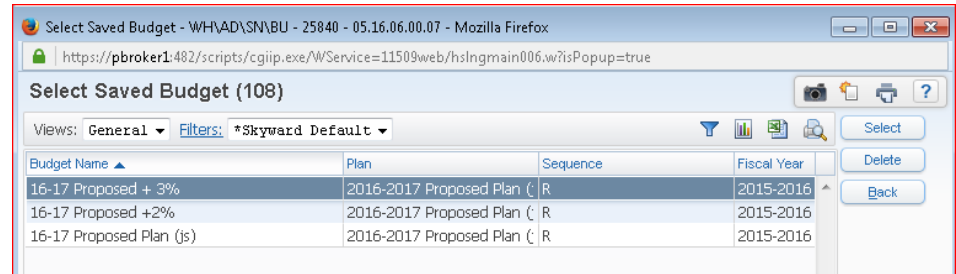 Select Saved Budget - WH\AD\SN\BU - 25840 - 05.16.06.00.07 - Mozilla Firefox
https://pbroker1:482/scripts/cgiip.exe/WService=11509web/hslngmain006.w?isPopup=true
Select Saved Budget (108)
?
Views: General Filters: *Skyward Default
Select
Budget Name Plan Sequence Fiscal Year
Delete
16-17 Proposed + 3% 2016-2017 Proposed Plan ( R 2015-2016
Back
16-17 Proposed +2% 2016-2017 Proposed Plan ( R 2015-2016
16-17 Proposed Plan (js) 2016-2017 Proposed Plan ( R 2015-2016